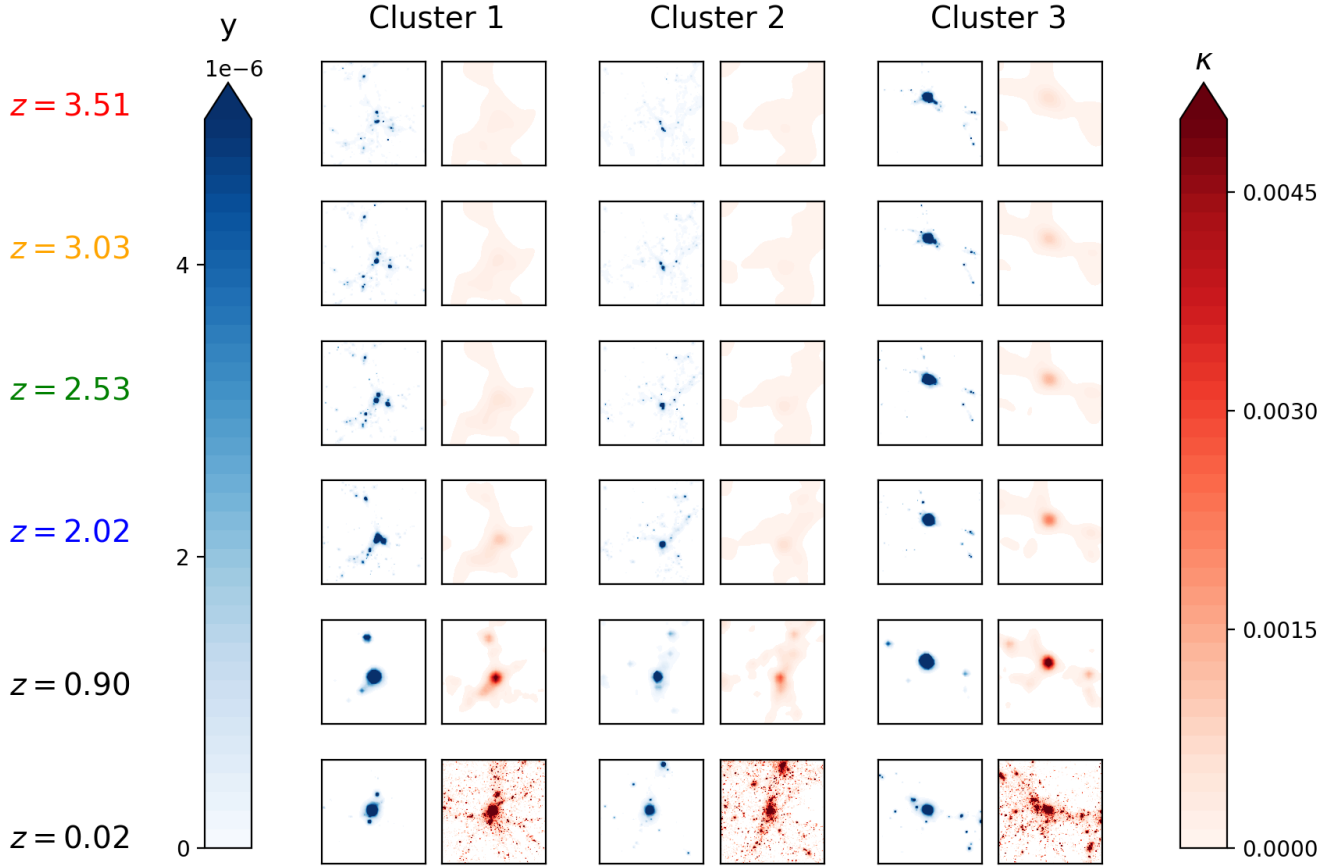 Cluster 1
Cluster 2
Cluster 3
y
1e−6
κ
z = 3.51
z = 3.03
z = 2.53
z = 2.02
z = 0.90
z = 0.02
4
2
0
0.0045
0.0030
0.0015
0.0000